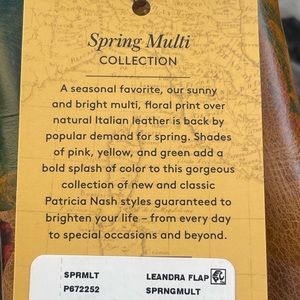 Spring Multi
COLLECTION
A seasonal favorite, our sunny
and bright multi, floral print over
natural Italian leather is back by
popular demand for spring. Shades
of pink, yellow, and green add a
bold splash of color to this gorgeous
collection of new and classic
Patricia Nash styles guaranteed to
brighten your life – from every day
to special occasions and beyond.
SPRMLT LEANDRA FLAP
P672252 SPRNGMULT